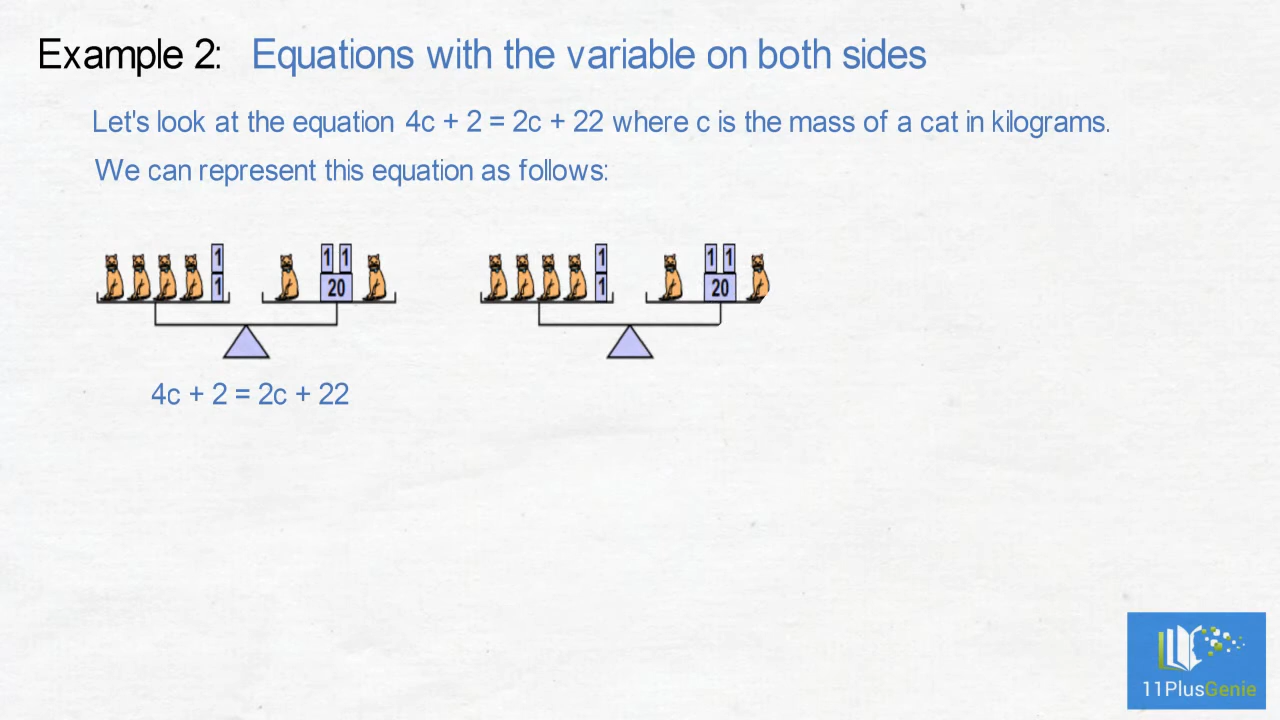 Example 2: Equations with the variable on both sides
Let's look at the equation 4c + 2 = 2c + 22 where c is the mass of a cat in kilograms.
We can represent this equation as follows:
1 1 1 1 1 1
1 20 1 20
4c + 2 = 2c + 22
11PlusGenie